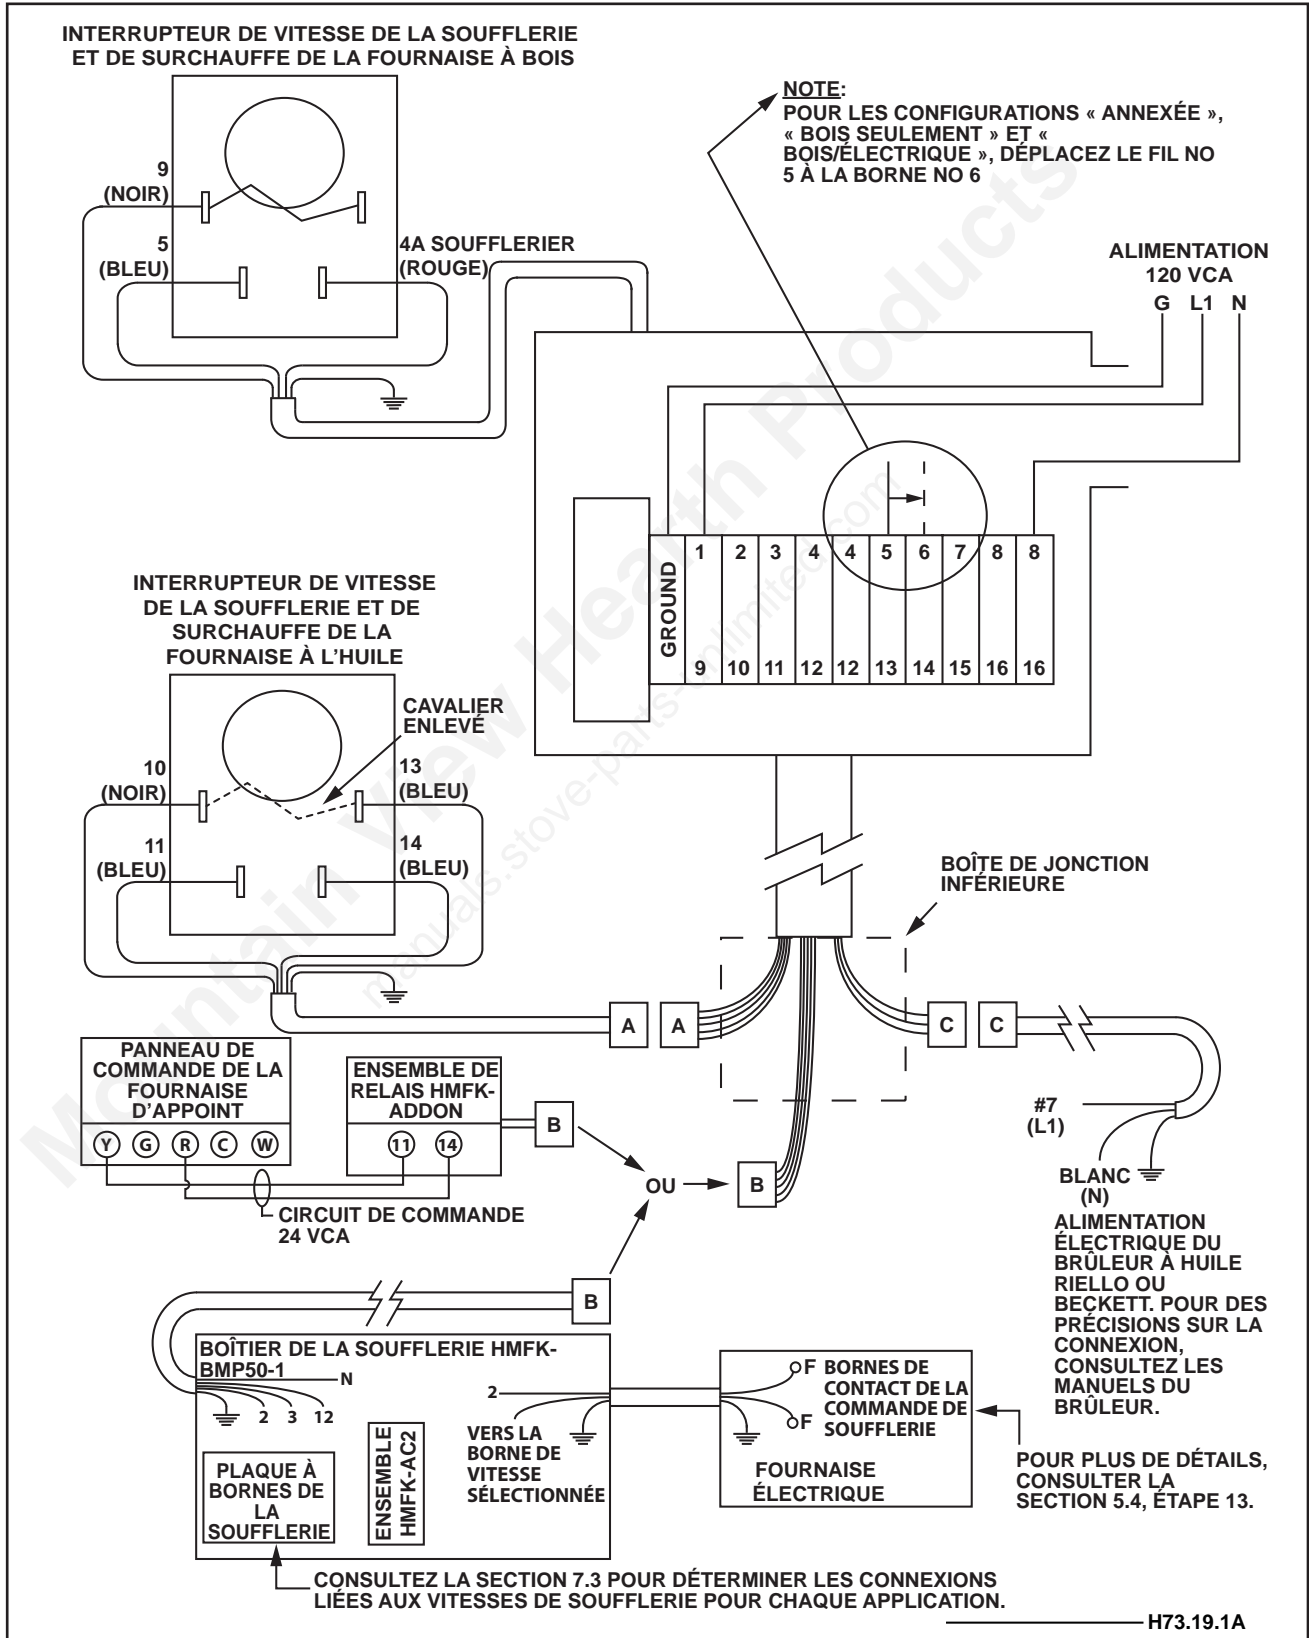 INTERRUPTEUR DE VITESSE DE LA SOUFFLERIE
ET DE SURCHAUFFE DE LA FOURNAISE À BOIS
NOTE:
POUR LES CONFIGURATIONS « ANNEXÉE »,
« BOIS SEULEMENT » ET «
BOIS/ÉLECTRIQUE », DÉPLACEZ LE FIL NO
5 À LA BORNE NO 6
9
(NOIR)
5
(BLEU)
4A SOUFFLERIER
(ROUGE)
ALIMENTATION
120 VCA
G L1 N
GROUND
1 2 3 4 4 5 6 7 8 8
9 10 11 12 12 13 14 15 16 16
INTERRUPTEUR DE VITESSE
DE LA SOUFFLERIE ET DE
SURCHAUFFE DE LA
FOURNAISE À L'HUILE
CAVALIER
ENLEVÉ
10
(NOIR)
13
(BLEU)
11
(BLEU)
14
(BLEU)
BOÎTE DE JONCTION
INFÉRIEURE
A A C C
PANNEAU DE
COMMANDE DE LA
FOURNAISE
D'APPOINT
Y G R C W
ENSEMBLE DE
RELAIS HMFK-
ADDON
11 14
B
OU
B
CIRCUIT DE COMMANDE
24 VCA
#7
(L1)
BLANC
(N)
ALIMENTATION
ÉLECTRIQUE DU
BRÛLEUR À HUILE
RIELLO OU
BECKETT. POUR DES
PRÉCISIONS SUR LA
CONNEXION,
CONSULTEZ LES
MANUELS DU
BRÛLEUR.
B
BOÎTIER DE LA SOUFFLERIE HMFK-
BMP50-1
N
2 3 12
PLAQUE À
BORNES DE
LA
SOUFFLERIE
ENSEMBLE
HMFK-AC2
2
VERS LA
BORNE DE
VITESSE
SÉLECTIONNÉE
F
F
BORNES DE
CONTACT DE LA
COMMANDE DE
SOUFFLERIE
FOURNAISE
ÉLECTRIQUE
POUR PLUS DE DÉTAILS,
CONSULTER LA
SECTION 5.4, ÉTAPE 13.
CONSULTEZ LA SECTION 7.3 POUR DÉTERMINER LES CONNEXIONS
LIÉES AUX VITESSES DE SOUFFLERIE POUR CHAQUE APPLICATION.
H73.19.1A
Mountain View Hearth Products
manuals.stove-parts-unlimited.com